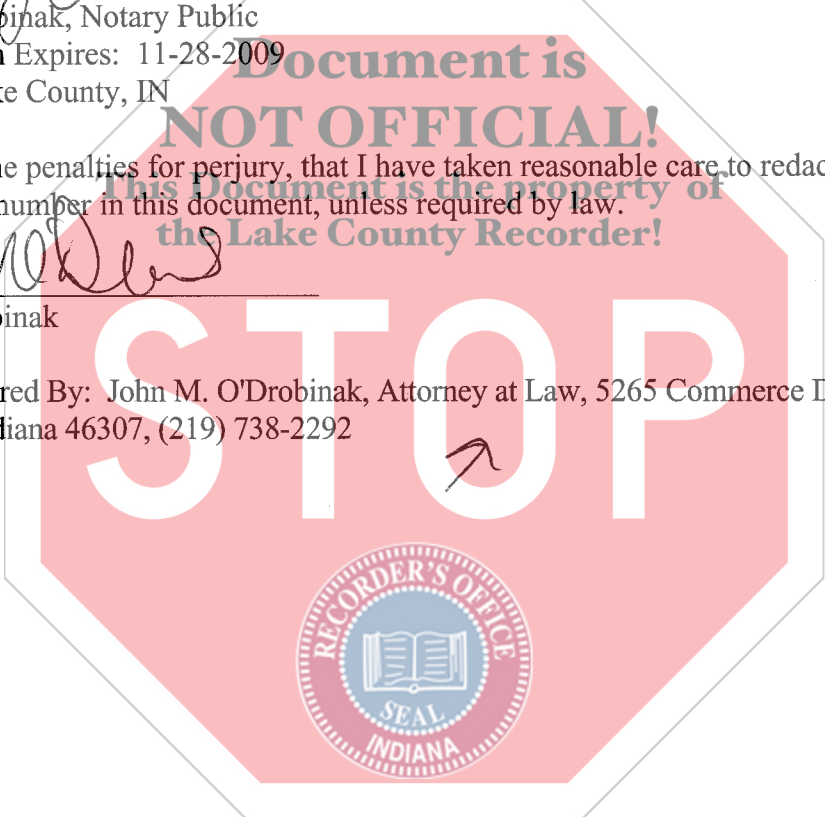 binak, Notary Public
Expires: 11-28-2009
e County, IN
Document is
NOT OFFICIAL!
e penalties for perjury, that I have taken reasonable care to redac
This Document is the property of
number in this document, unless required by law.
the Lake County Recorder!
binak
STOP
red By: John M. O'Drobinak, Attorney at Law, 5265 Commerce D
diana 46307, (219) 738-2292
RECORDER'S OFFICE
SEAL
INDIANA